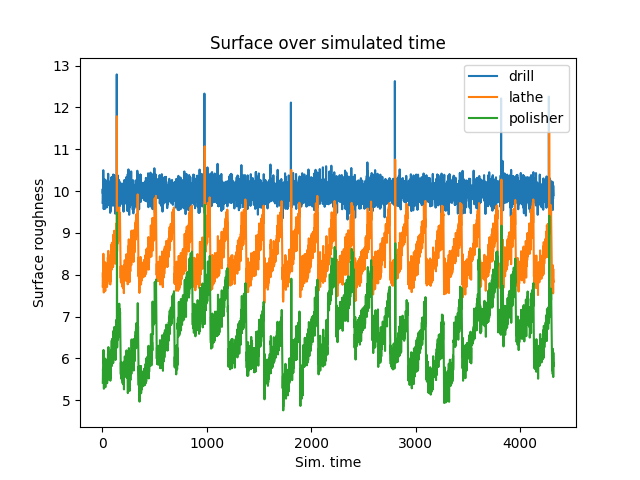 Surface over simulated time
drill
lathe
polisher
Surface roughness
13
12
11
10
9
8
7
6
5
0
1000
2000
3000
4000
Sim. time